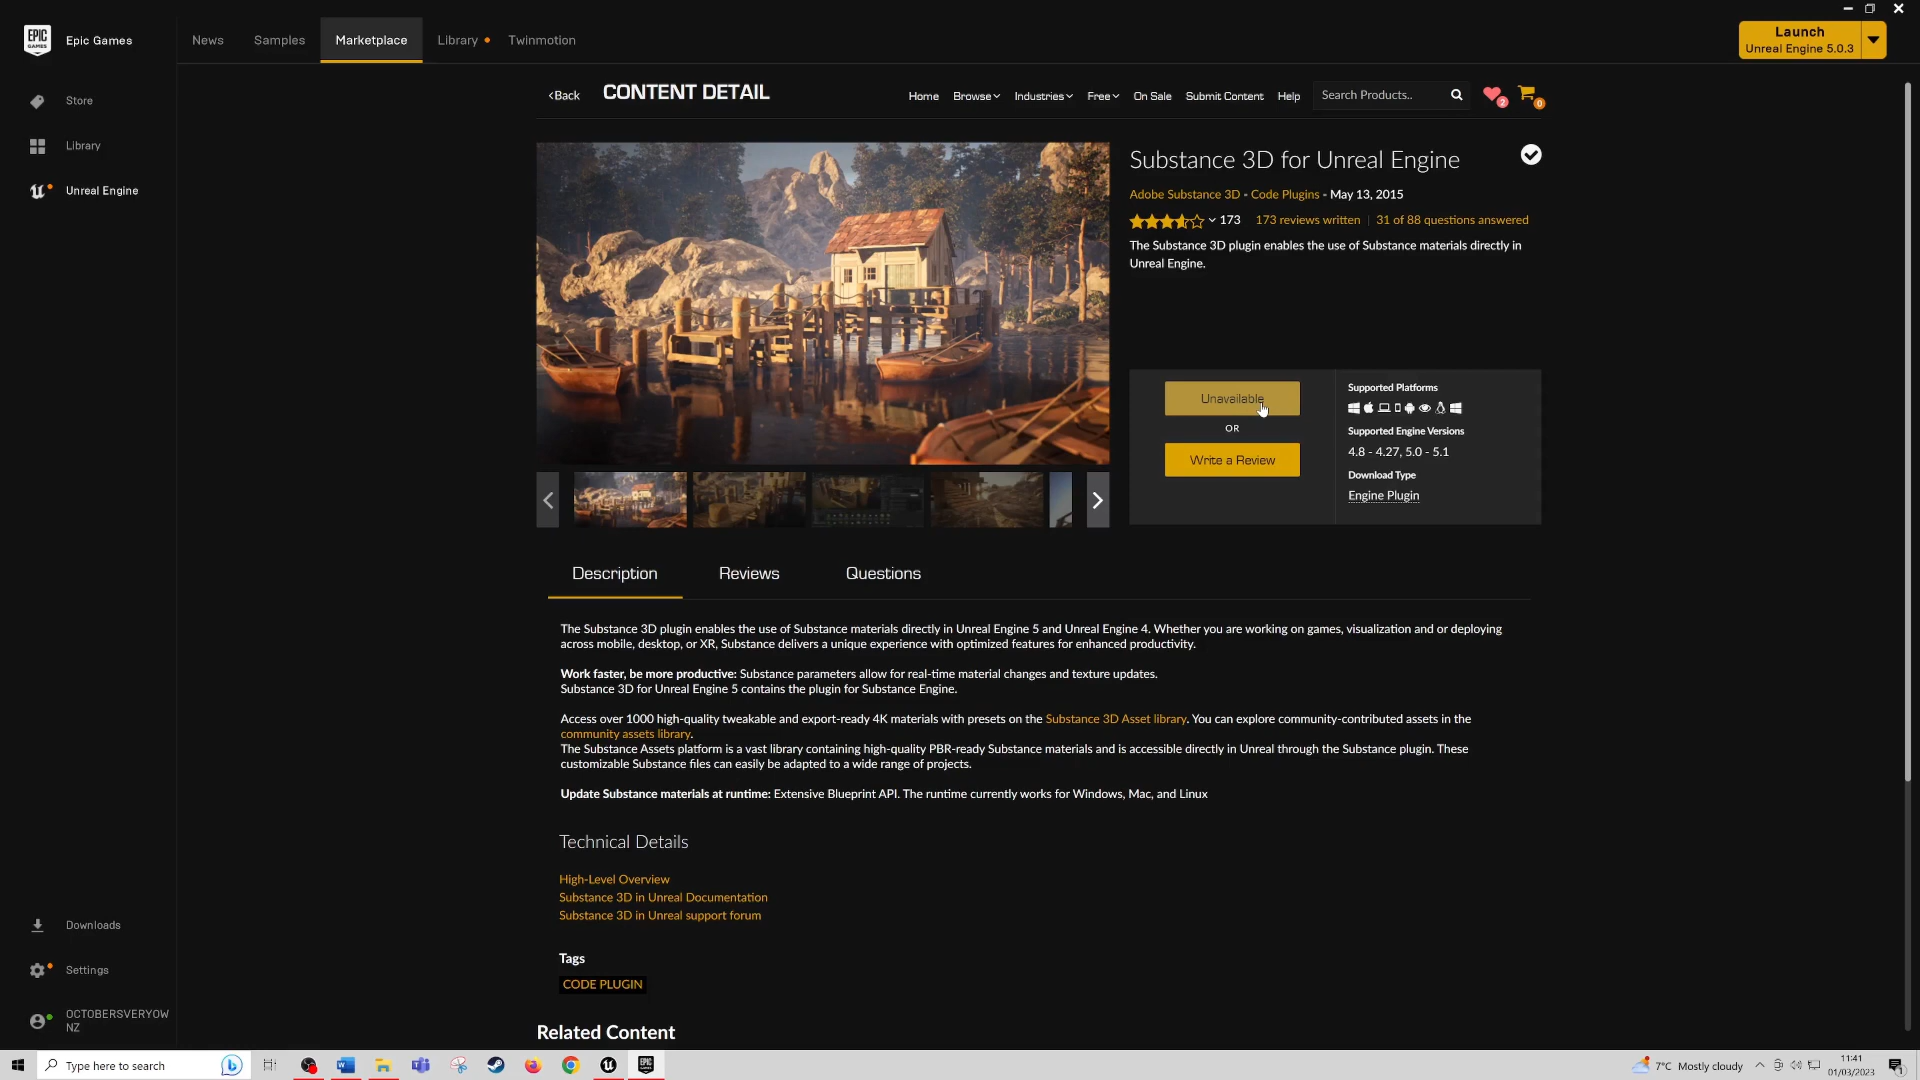 EPIC GAMES
Epic Games
News
Samples
Marketplace
Library
Twinmotion
Launch
Unreal Engine 5.0.3
Store
Library
Unreal Engine
Downloads
Settings
OCTOBERSVERYOW
NZ
<Back
CONTENT DETAIL
Home
Browse
Industries
Free
On Sale
Submit Content
Help
Search Products..
2
0
Substance 3D for Unreal Engine
Adobe Substance 3D - Code Plugins - May 13, 2015
173
173 reviews written | 31 of 88 questions answered
The Substance 3D plugin enables the use of Substance materials directly in
Unreal Engine.
Unavailable
OR
Write a Review
Supported Platforms
Supported Engine Versions
4.8 - 4.27, 5.0 - 5.1
Download Type
Engine Plugin
Description
Reviews
Questions
The Substance 3D plugin enables the use of Substance materials directly in Unreal Engine 5 and Unreal Engine 4. Whether you are working on games, visualization and or deploying
across mobile, desktop, or XR, Substance delivers a unique experience with optimized features for enhanced productivity.
Work faster, be more productive: Substance parameters allow for real-time material changes and texture updates.
Substance 3D for Unreal Engine 5 contains the plugin for Substance Engine.
Access over 1000 high-quality tweakable and export-ready 4K materials with presets on the Substance 3D Asset library. You can explore community-contributed assets in the
community assets library.
The Substance Assets platform is a vast library containing high-quality PBR-ready Substance materials and is accessible directly in Unreal through the Substance plugin. These
customizable Substance files can easily be adapted to a wide range of projects.
Update Substance materials at runtime: Extensive Blueprint API. The runtime currently works for Windows, Mac, and Linux
Technical Details
High-Level Overview
Substance 3D in Unreal Documentation
Substance 3D in Unreal support forum
Tags
CODE PLUGIN
Related Content
Type here to search
7°C Mostly cloudy
11:41
01/03/2023